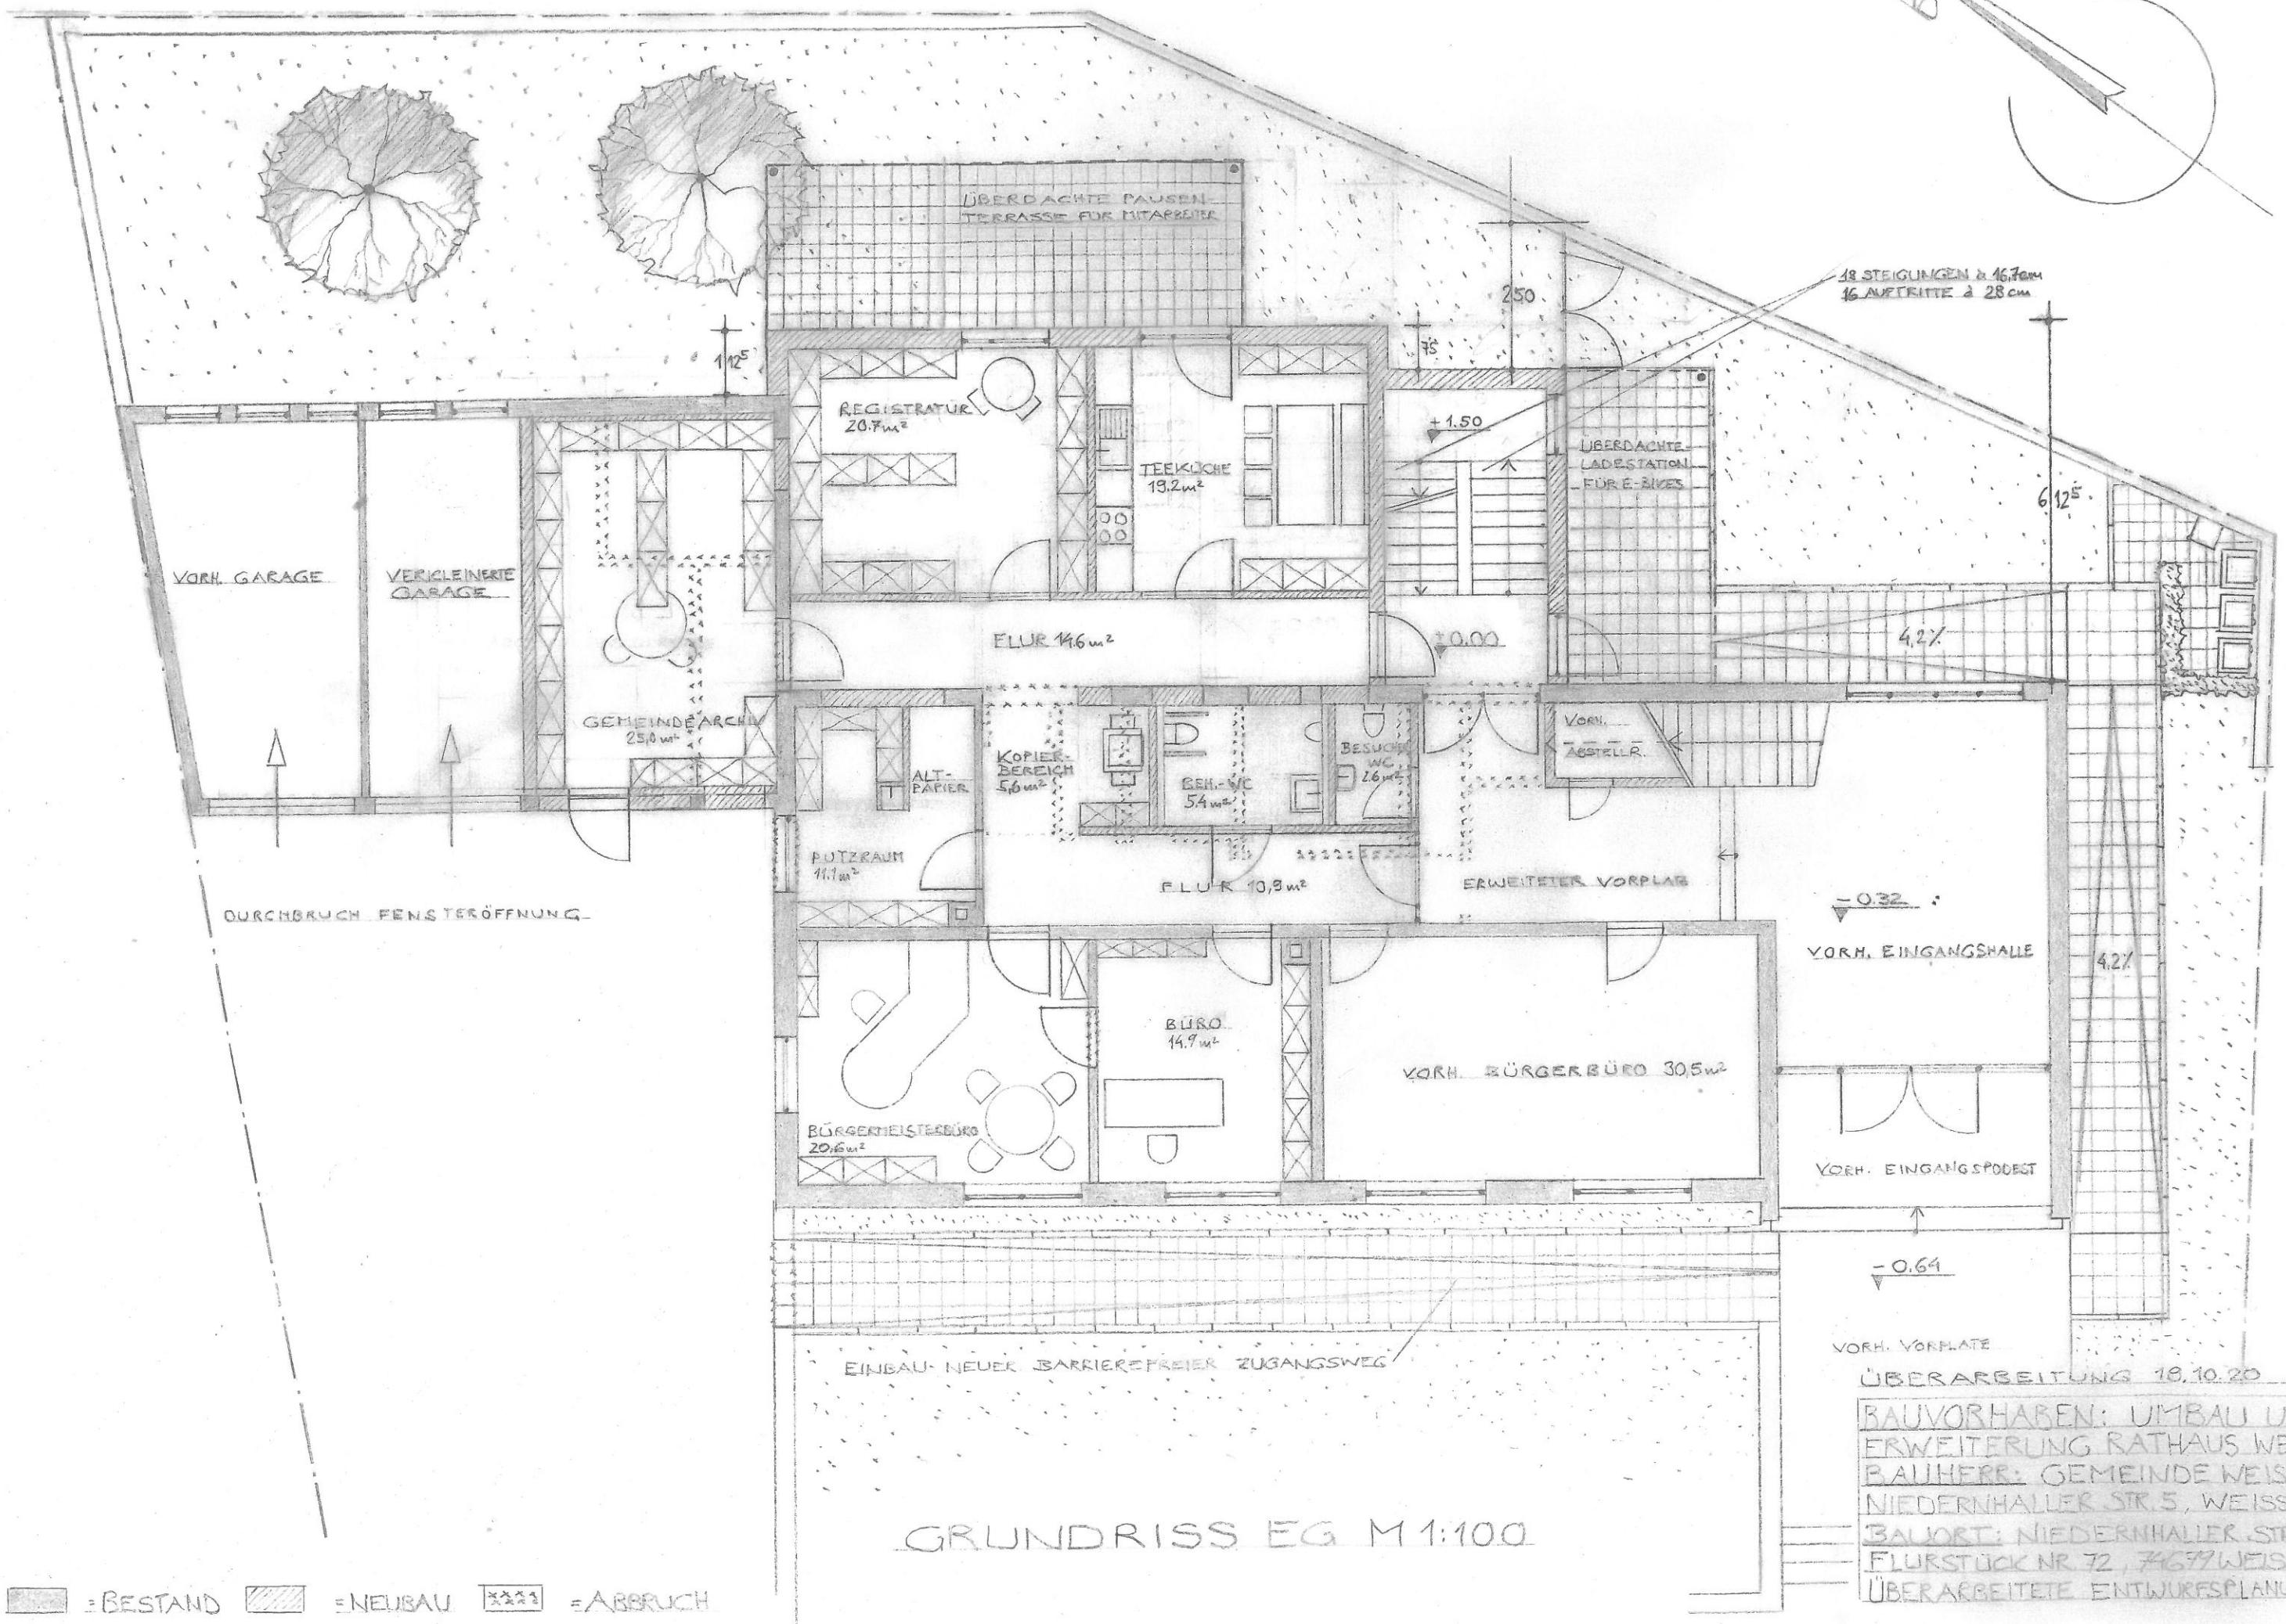 ÜBERDACHTE PAUSEN-
TERRASSE FÜR MITARBEITER
18 STEIGUNGEN à 16,7cm
16 AUFTRITTE à 28 cm
250
1,12⁵
75
REGISTRATUR
20.7m²
TEEKÜCHE
19.2m²
+1.50
ÜBERDACHTE
LADESTATION
FÜR E-BIKES
6,12⁵
VORH. GARAGE
VERKLEINERTE
GARAGE
FLUR 14.6m²
±0.00
4,2%
GEMEINDEARCHIV
25,0m²
ALT-
PAPIER
KOPIER-
BEREICH
5,6m²
BEH.-WC
5.4m²
BESUCHER
WC
2.6m²
VORH.
ABSTELLR.
PUTZRAUM
11.1m²
FLUR 10,9m²
ERWEITETER VORPLATZ
DURCHBRUCH FENSTERÖFFNUNG
-0.32
VORH. EINGANGSHALLE
4,2%
BÜRO
14.9m²
VORH. BÜRGERBÜRO 30,5m²
BÜRGERMEISTERBÜRO
20,6m²
VORH. EINGANGSPODEST
-0.64
VORH. VORPLATZ
EINBAU NEUER BARRIEREFREIER ZUGANGSWEG
ÜBERARBEITUNG 18.10.20
BAUVORHABEN: UMBAU U
ERWEITERUNG RATHAUS WE
BAUHERR: GEMEINDE WEIS
NIEDERNHALLER STR. 5, WEISS
BAUORT: NIEDERNHALLER STR
FLURSTÜCK NR. 72, 74679 WEIS
ÜBERARBEITETE ENTWURFSPLANU
GRUNDRISS EG M 1:100
=BESTAND =NEUBAU =ABBRUCH